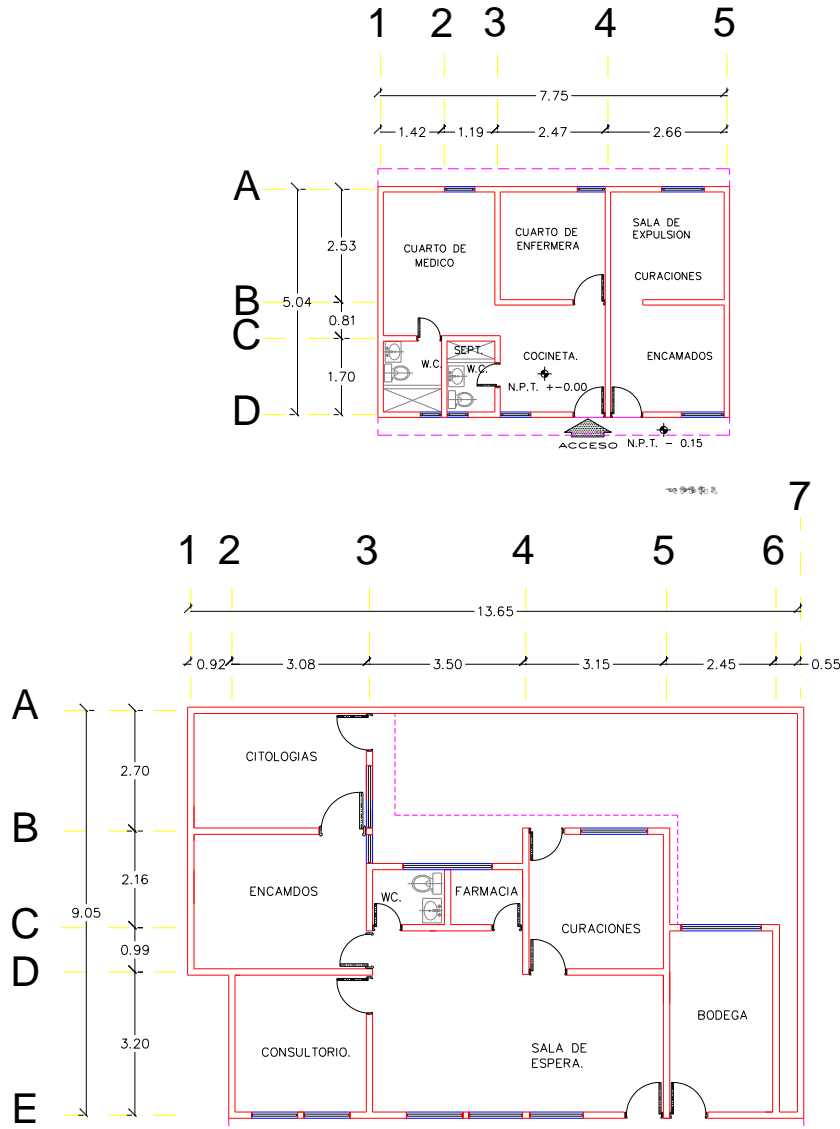 1 2 3 4 5
7.75
1.42 1.19 2.47 2.66
A
B
C
D
2.53
5.04
0.81
1.70
CUARTO DE
MEDICO
CUARTO DE
ENFERMERA
SALA DE
EXPULSION
CURACIONES
SEPT.
W.C.
W.C.
COCINETA.
ENCAMADOS
N.P.T. +-0.00
ACCESO
N.P.T. - 0.15
7
1 2 3 4 5 6
13.65
0.92 3.08 3.50 3.15 2.45 0.55
A
B
C
D
E
2.70
2.16
9.05
0.99
3.20
CITOLOGIAS
ENCAMDOS
WC.
FARMACIA
CURACIONES
BODEGA
CONSULTORIO.
SALA DE
ESPERA.